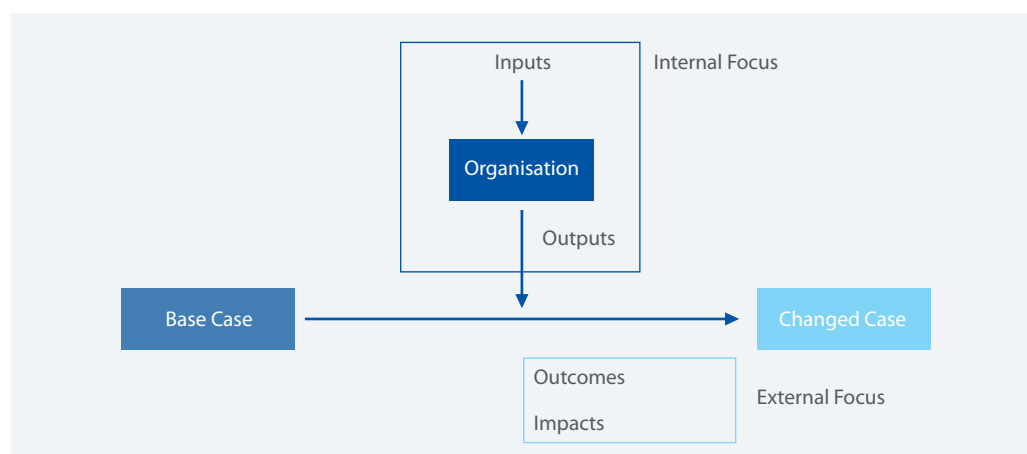 Inputs
Internal Focus
Organisation
Outputs
Base Case
Changed Case
Outcomes
External Focus
Impacts